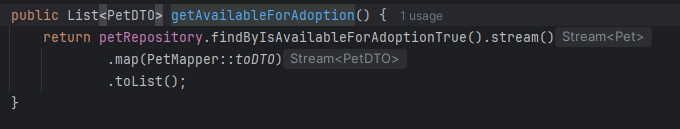 public List<PetDTO> getAvailableForAdoption() { 1 usage
return petRepository.findByIsAvailableForAdoptionTrue().stream() Stream<Pet>
.map(PetMapper::toDTO) Stream<PetDTO>
.toList();
}